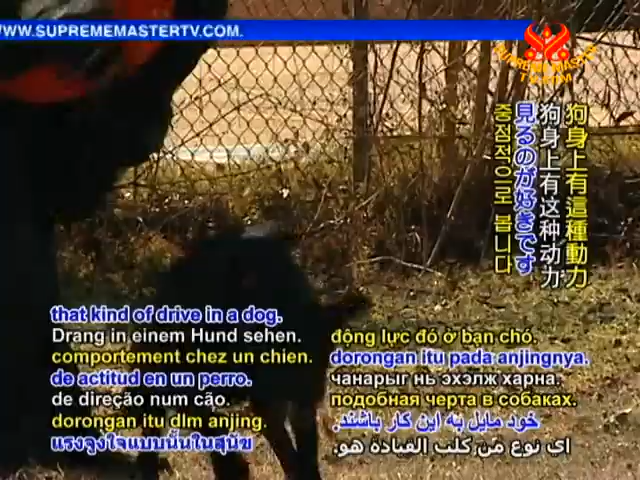 WWW.SUPREMEMASTERTV.COM.
SUPREME MASTER
TV.COM
狗身上有這種動力
狗身上有这种动力
見るのが好きです
중점적으로 봅니다
that kind of drive in a dog.
Drang in einem Hund sehen.
comportement chez un chien.
de actitud en un perro.
de direção num cão.
dorongan itu dlm anjing.
แรงจูงใจแบบนั้นในสุนัข
động lực đó ở bạn chó.
dorongan itu pada anjingnya.
чанарыг нь эхэлж харна.
подобная черта в собаках.
خود مایل به این کار باشند.
اي نوع من كلب القيادة هو.